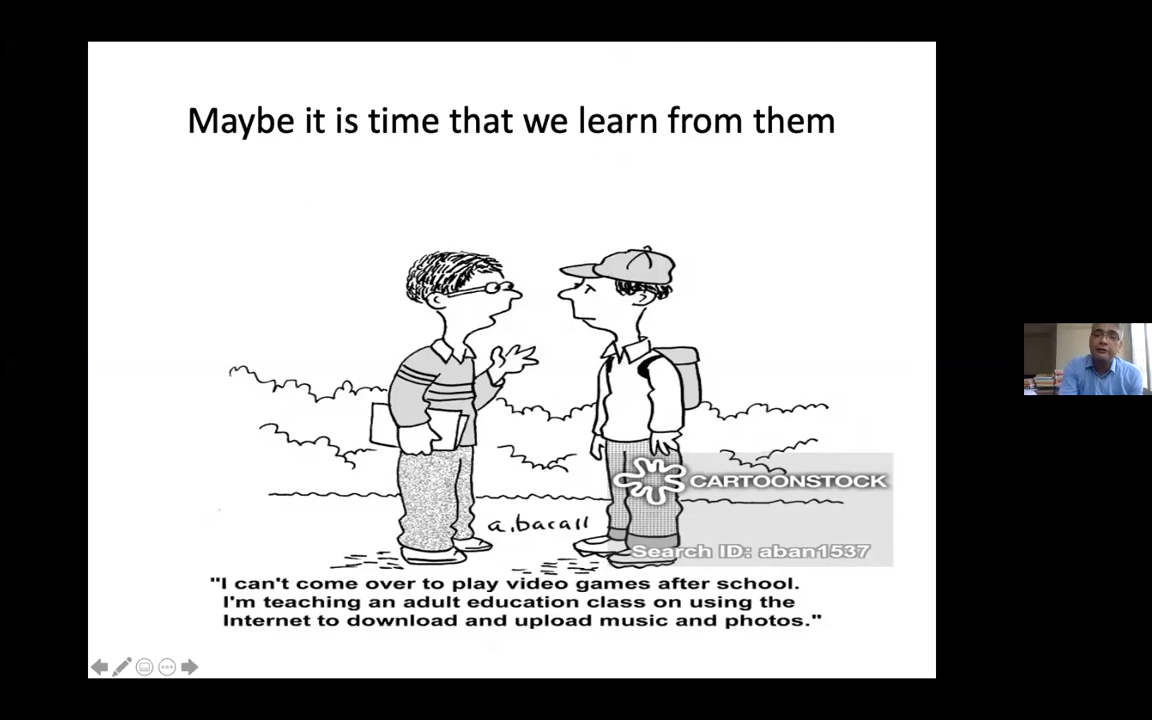 Maybe it is time that we learn from them
CARTOONSTOCK
a.bacall
Search ID: aban1537
"I can't come over to play video games after school.
I'm teaching an adult education class on using the
Internet to download and upload music and photos."